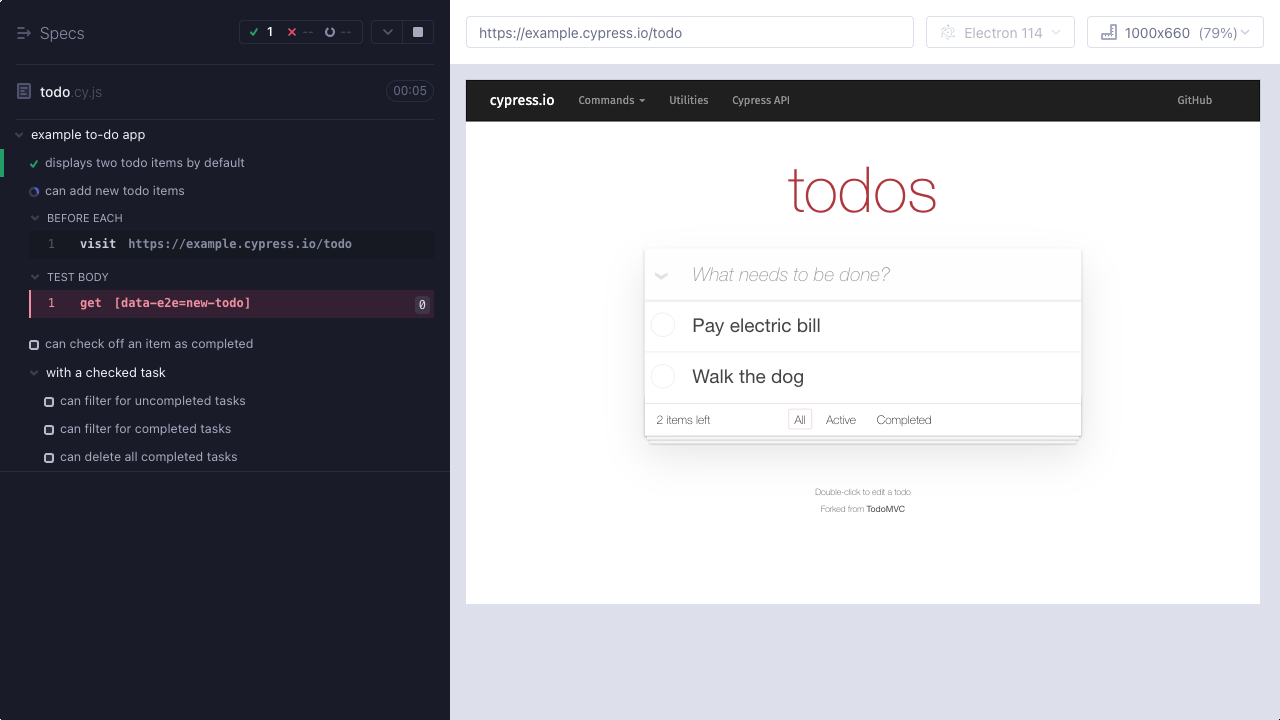 Specs
1 -- --
todo.cy.js
00:05
example to-do app
displays two todo items by default
can add new todo items
BEFORE EACH
1 visit https://example.cypress.io/todo
TEST BODY
1 get [data-e2e=new-todo] 0
can check off an item as completed
with a checked task
can filter for uncompleted tasks
can filter for completed tasks
can delete all completed tasks
https://example.cypress.io/todo
Electron 114
1000x660 (79%)
cypress.io Commands Utilities Cypress API GitHub
todos
What needs to be done?
Pay electric bill
Walk the dog
2 items left All Active Completed
Double-click to edit a todo
Forked from TodoMVC